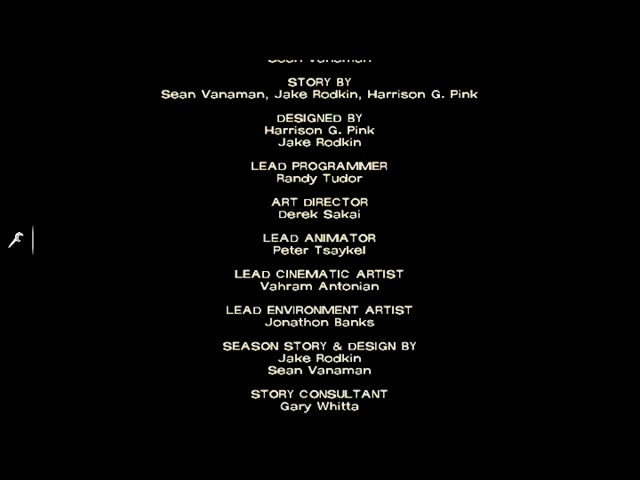 Sean Vanaman
STORY BY
Sean Vanaman, Jake Rodkin, Harrison G. Pink
DESIGNED BY
Harrison G. Pink
Jake Rodkin
LEAD PROGRAMMER
Randy Tudor
ART DIRECTOR
Derek Sakai
LEAD ANIMATOR
Peter Tsaykel
LEAD CINEMATIC ARTIST
Vahram Antonian
LEAD ENVIRONMENT ARTIST
Jonathon Banks
SEASON STORY & DESIGN BY
Jake Rodkin
Sean Vanaman
STORY CONSULTANT
Gary Whitta